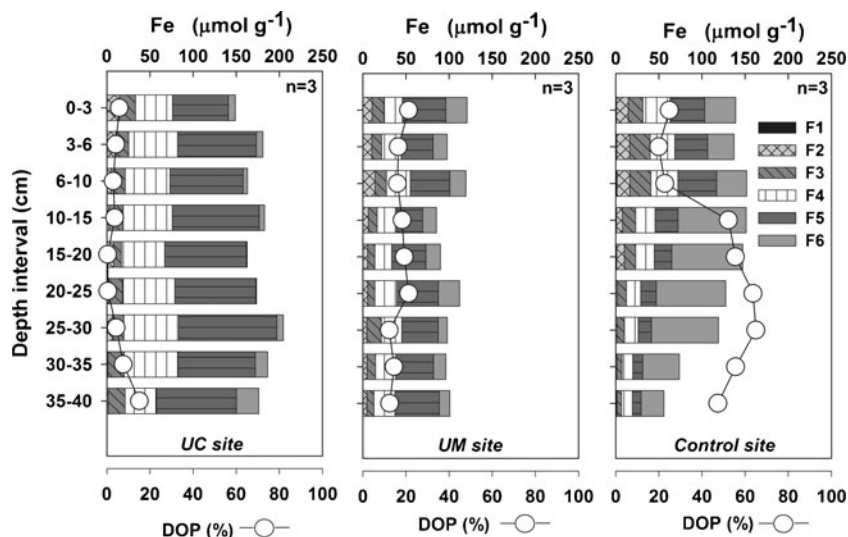 Fe (μmol g-1)
Fe (μmol g-1)
Fe (μmol g-1)
0 50 100 150 200 250
0 50 100 150 200 250
0 50 100 150 200 250
n=3
n=3
n=3
Depth interval (cm)
0-3
3-6
6-10
10-15
15-20
20-25
25-30
30-35
35-40
F1
F2
F3
F4
F5
F6
UC site
UM site
Control site
0 20 40 60 80 100
0 20 40 60 80 100
0 20 40 60 80 100
DOP (%)
DOP (%)
DOP (%)